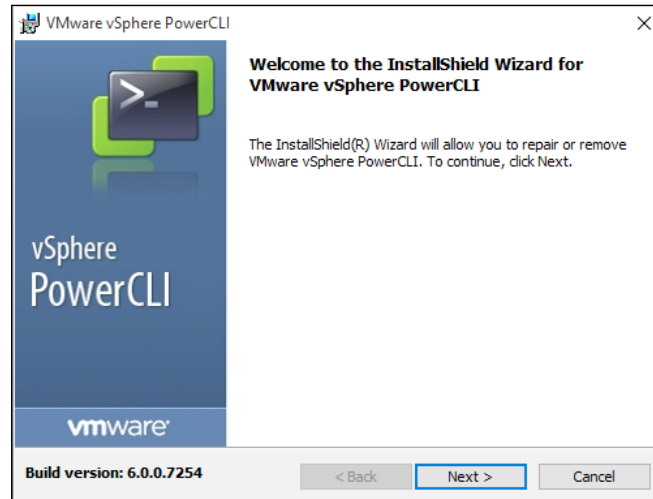 VMware vSphere PowerCLI
Welcome to the InstallShield Wizard for
VMware vSphere PowerCLI
The InstallShield(R) Wizard will allow you to repair or remove
VMware vSphere PowerCLI. To continue, click Next.
>_
vSphere
PowerCLI
vmware
Build version: 6.0.0.7254
< Back
Next >
Cancel